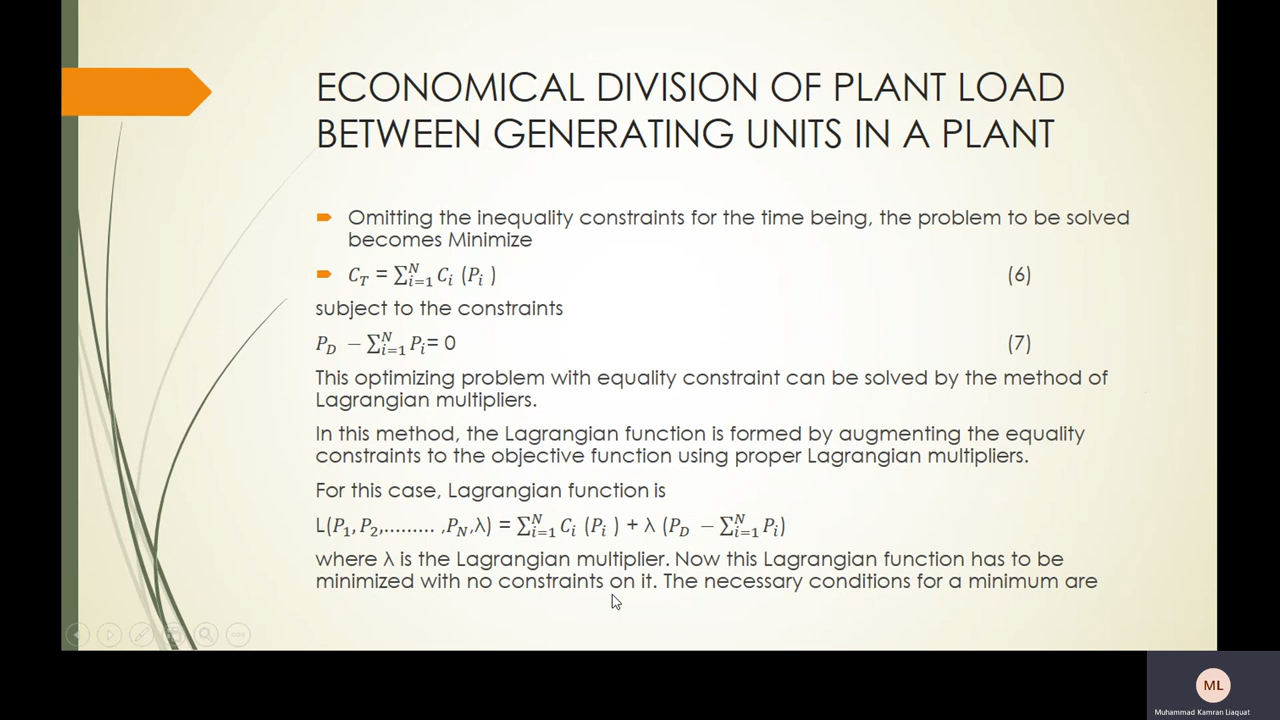 ECONOMICAL DIVISION OF PLANT LOAD
BETWEEN GENERATING UNITS IN A PLANT
Omitting the inequality constraints for the time being, the problem to be solved
becomes Minimize
C_T = ∑_{i=1}^{N} C_i (P_i ) (6)
subject to the constraints
P_D − ∑_{i=1}^{N} P_i= 0 (7)
This optimizing problem with equality constraint can be solved by the method of
Lagrangian multipliers.
In this method, the Lagrangian function is formed by augmenting the equality
constraints to the objective function using proper Lagrangian multipliers.
For this case, Lagrangian function is
L(P_1,P_2,……... ,P_N,λ) = ∑_{i=1}^{N} C_i (P_i ) + λ (P_D − ∑_{i=1}^{N} P_i)
where λ is the Lagrangian multiplier. Now this Lagrangian function has to be
minimized with no constraints on it. The necessary conditions for a minimum are
ML
Muhammad Kamran Liaquat